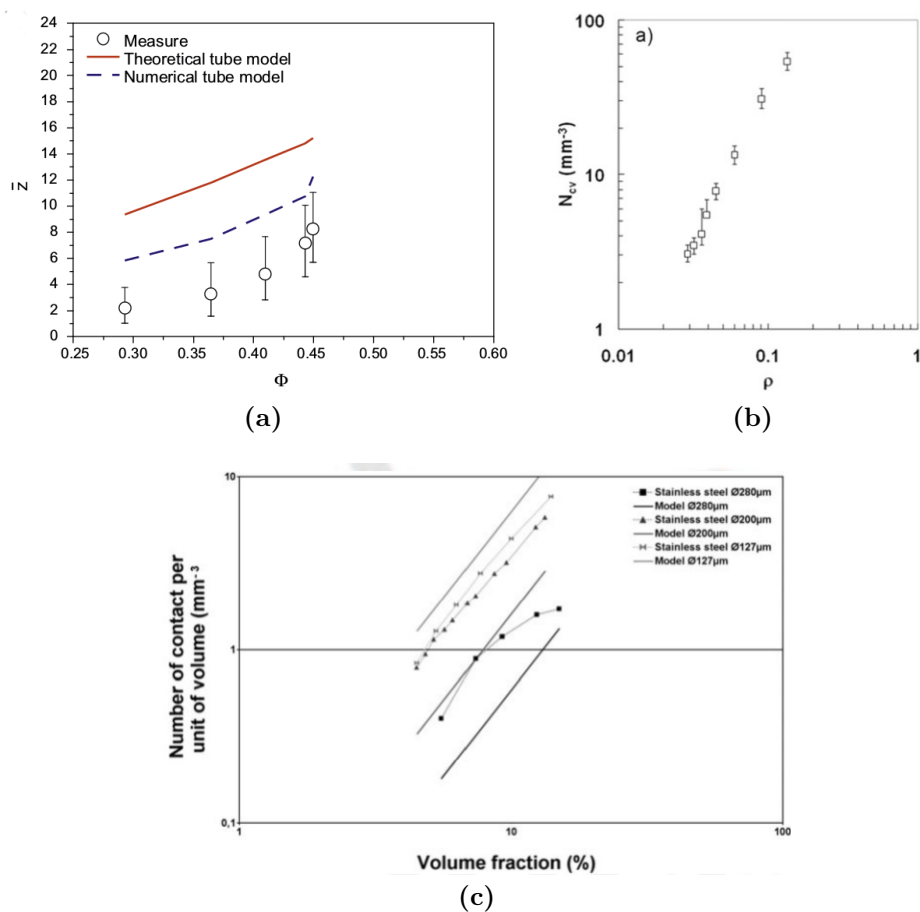 24
22
20
18
16
14
12
10
8
6
4
2
0
z̄
Measure
Theoretical tube model
Numerical tube model
0.25 0.30 0.35 0.40 0.45 0.50 0.55 0.60
Φ
(a)
a)
100
10
1
N_cv (mm⁻³)
0.01 0.1 1
ρ
(b)
10
1
0,1
Number of contact per
unit of volume (mm⁻³)
Stainless steel Ø280µm
Model Ø280µm
Stainless steel Ø200µm
Model Ø200µm
Stainless steel Ø127µm
Model Ø127µm
1 10 100
Volume fraction (%)
(c)